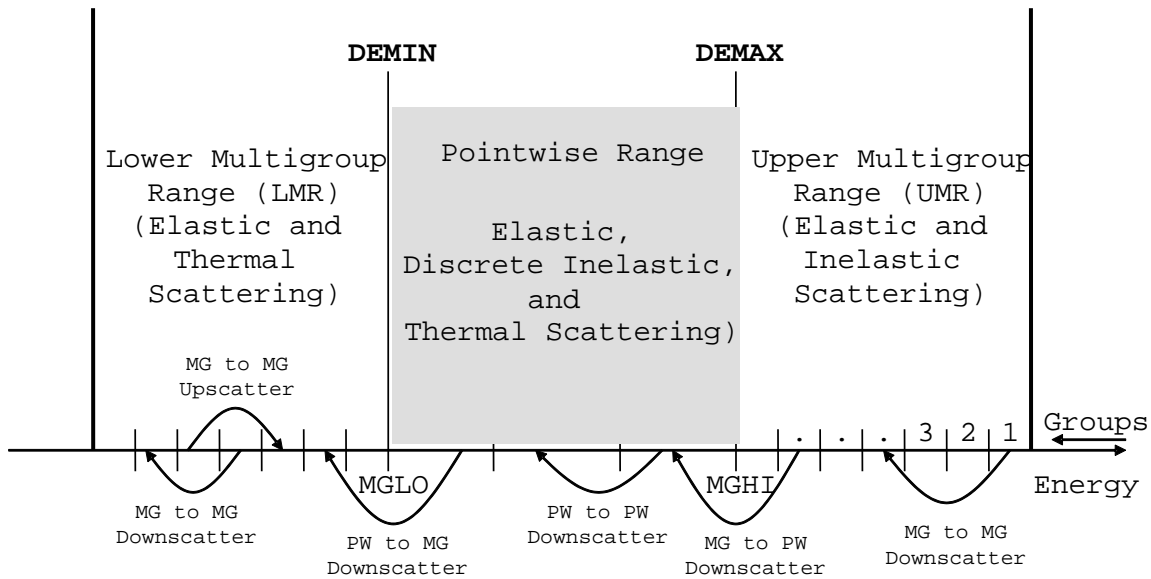 DEMIN
DEMAX
Lower Multigroup
Range (LMR)
(Elastic and
Thermal
Scattering)
Pointwise Range
Elastic,
Discrete Inelastic,
and
Thermal Scattering)
Upper Multigroup
Range (UMR)
(Elastic and
Inelastic
Scattering)
MG to MG
Upscatter
. . . 3 2 1
Groups
Energy
MGLO
MGHI
MG to MG
Downscatter
PW to MG
Downscatter
PW to PW
Downscatter
MG to PW
Downscatter
MG to MG
Downscatter